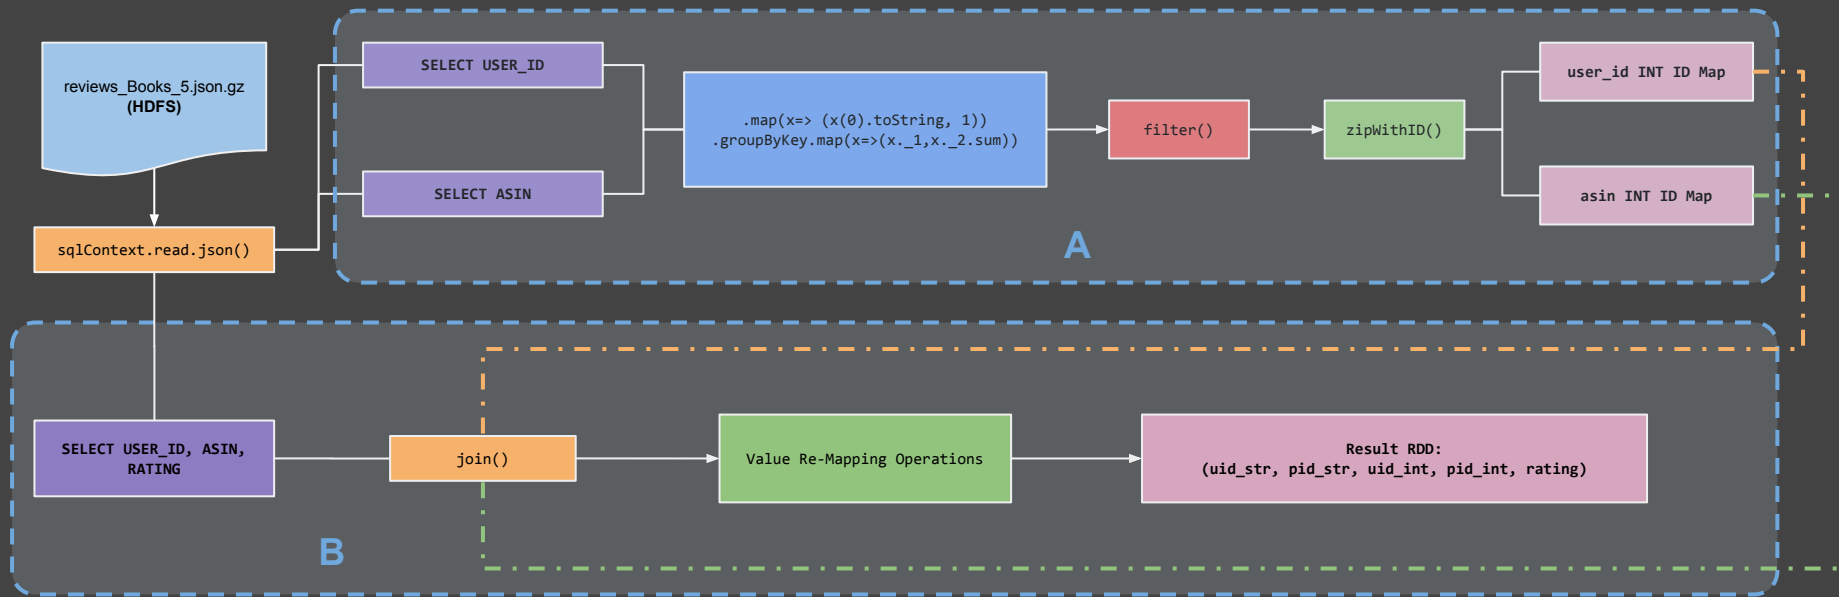 reviews_Books_5.json.gz
(HDFS)
sqlContext.read.json()
SELECT USER_ID
SELECT ASIN
.map(x=> (x(0).toString, 1))
.groupByKey.map(x=>(x._1,x._2.sum))
filter()
zipWithID()
user_id INT ID Map
asin INT ID Map
A
SELECT USER_ID, ASIN,
RATING
join()
Value Re-Mapping Operations
Result RDD:
(uid_str, pid_str, uid_int, pid_int, rating)
B